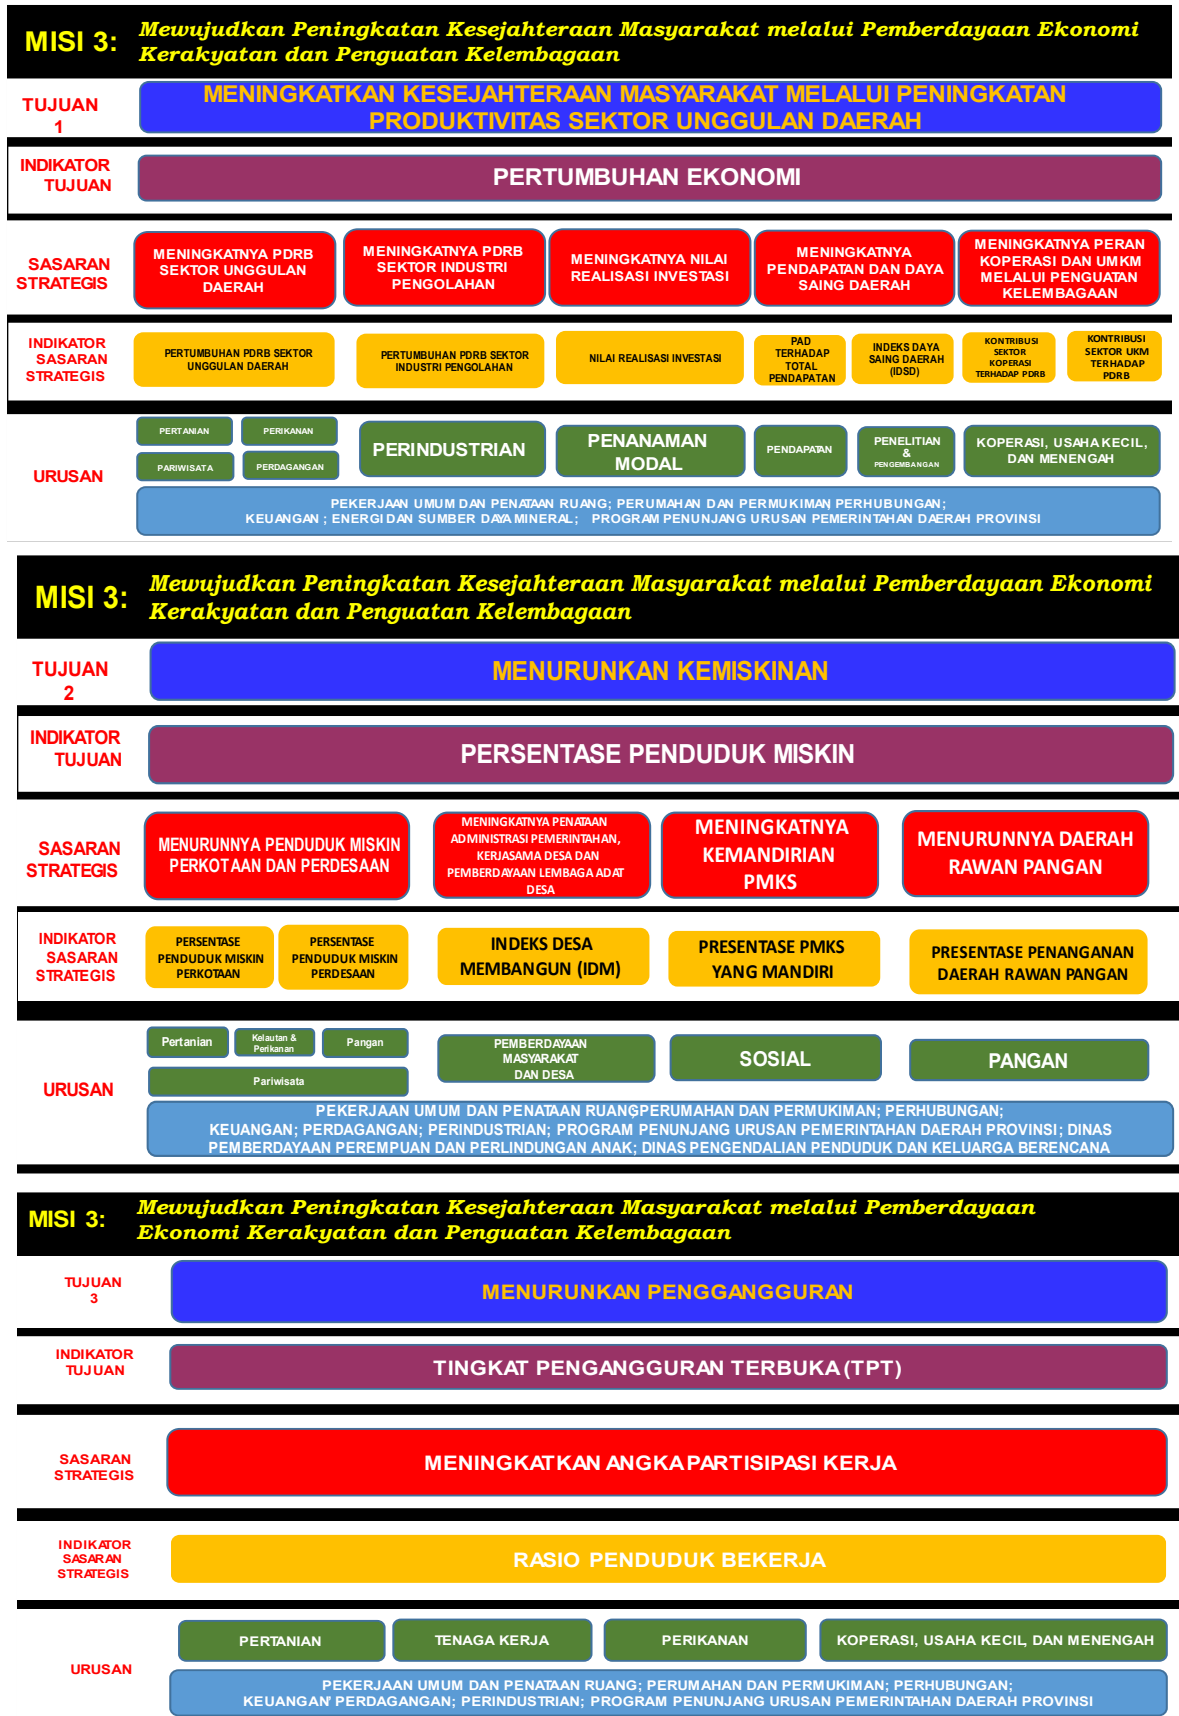 MISI 3:
Mewujudkan Peningkatan Kesejahteraan Masyarakat melalui Pemberdayaan Ekonomi
Kerakyatan dan Penguatan Kelembagaan
TUJUAN
1
MENINGKATKAN KESEJAHTERAAN MASYARAKAT MELALUI PENINGKATAN
PRODUKTIVITAS SEKTOR UNGGULAN DAERAH
INDIKATOR
TUJUAN
PERTUMBUHAN EKONOMI
SASARAN
STRATEGIS
MENINGKATNYA PDRB
SEKTOR UNGGULAN
DAERAH
MENINGKATNYA PDRB
SEKTOR INDUSTRI
PENGOLAHAN
MENINGKATNYA NILAI
REALISASI INVESTASI
MENINGKATNYA
PENDAPATAN DAN DAYA
SAING DAERAH
MENINGKATNYA PERAN
KOPERASI DAN UMKM
MELALUI PENGUATAN
KELEMBAGAAN
INDIKATOR
SASARAN
STRATEGIS
PERTUMBUHAN PDRB SEKTOR
UNGGULAN DAERAH
PERTUMBUHAN PDRB SEKTOR
INDUSTRI PENGOLAHAN
NILAI REALISASI INVESTASI
PAD
TERHADAP
TOTAL
PENDAPATAN
INDEKS DAYA
SAING DAERAH
(IDSD)
KONTRIBUSI
SEKTOR
KOPERASI
TERHADAP PDRB
KONTRIBUSI
SEKTOR UKM
TERHADAP
PDRB
URUSAN
PERTANIAN
PERIKANAN
PARIWISATA
PERDAGANGAN
PERINDUSTRIAN
PENANAMAN
MODAL
PENDAPATAN
PENELITIAN
&
PENGEMBANGAN
KOPERASI, USAHA KECIL,
DAN MENENGAH
PEKERJAAN UMUM DAN PENATAAN RUANG; PERUMAHAN DAN PERMUKIMAN; PERHUBUNGAN;
KEUANGAN ; ENERGI DAN SUMBER DAYA MINERAL; PROGRAM PENUNJANG URUSAN PEMERINTAHAN DAERAH PROVINSI
MISI 3:
Mewujudkan Peningkatan Kesejahteraan Masyarakat melalui Pemberdayaan Ekonomi
Kerakyatan dan Penguatan Kelembagaan
TUJUAN
2
MENURUNKAN KEMISKINAN
INDIKATOR
TUJUAN
PERSENTASE PENDUDUK MISKIN
SASARAN
STRATEGIS
MENURUNNYA PENDUDUK MISKIN
PERKOTAAN DAN PERDESAAN
MENINGKATNYA PENATAAN
ADMINISTRASI PEMERINTAHAN,
KERJASAMA DESA DAN
PEMBERDAYAAN LEMBAGA ADAT
DESA
MENINGKATNYA
KEMANDIRIAN
PMKS
MENURUNNYA DAERAH
RAWAN PANGAN
INDIKATOR
SASARAN
STRATEGIS
PERSENTASE
PENDUDUK MISKIN
PERKOTAAN
PERSENTASE
PENDUDUK MISKIN
PERDESAAN
INDEKS DESA
MEMBANGUN (IDM)
PRESENTASE PMKS
YANG MANDIRI
PRESENTASE PENANGANAN
DAERAH RAWAN PANGAN
URUSAN
Pertanian
Kelautan &
Perikanan
Pangan
Pariwisata
PEMBERDAYAAN
MASYARAKAT
DAN DESA
SOSIAL
PANGAN
PEKERJAAN UMUM DAN PENATAAN RUANG;PERUMAHAN DAN PERMUKIMAN; PERHUBUNGAN;
KEUANGAN; PERDAGANGAN; PERINDUSTRIAN; PROGRAM PENUNJANG URUSAN PEMERINTAHAN DAERAH PROVINSI; DINAS
PEMBERDAYAAN PEREMPUAN DAN PERLINDUNGAN ANAK; DINAS PENGENDALIAN PENDUDUK DAN KELUARGA BERENCANA
MISI 3:
Mewujudkan Peningkatan Kesejahteraan Masyarakat melalui Pemberdayaan
Ekonomi Kerakyatan dan Penguatan Kelembagaan
TUJUAN
3
MENURUNKAN PENGGANGGURAN
INDIKATOR
TUJUAN
TINGKAT PENGANGGURAN TERBUKA (TPT)
SASARAN
STRATEGIS
MENINGKATKAN ANGKA PARTISIPASI KERJA
INDIKATOR
SASARAN
STRATEGIS
RASIO PENDUDUK BEKERJA
URUSAN
PERTANIAN
TENAGA KERJA
PERIKANAN
KOPERASI, USAHA KECIL, DAN MENENGAH
PEKERJAAN UMUM DAN PENATAAN RUANG; PERUMAHAN DAN PERMUKIMAN; PERHUBUNGAN;
KEUANGAN' PERDAGANGAN; PERINDUSTRIAN; PROGRAM PENUNJANG URUSAN PEMERINTAHAN DAERAH PROVINSI